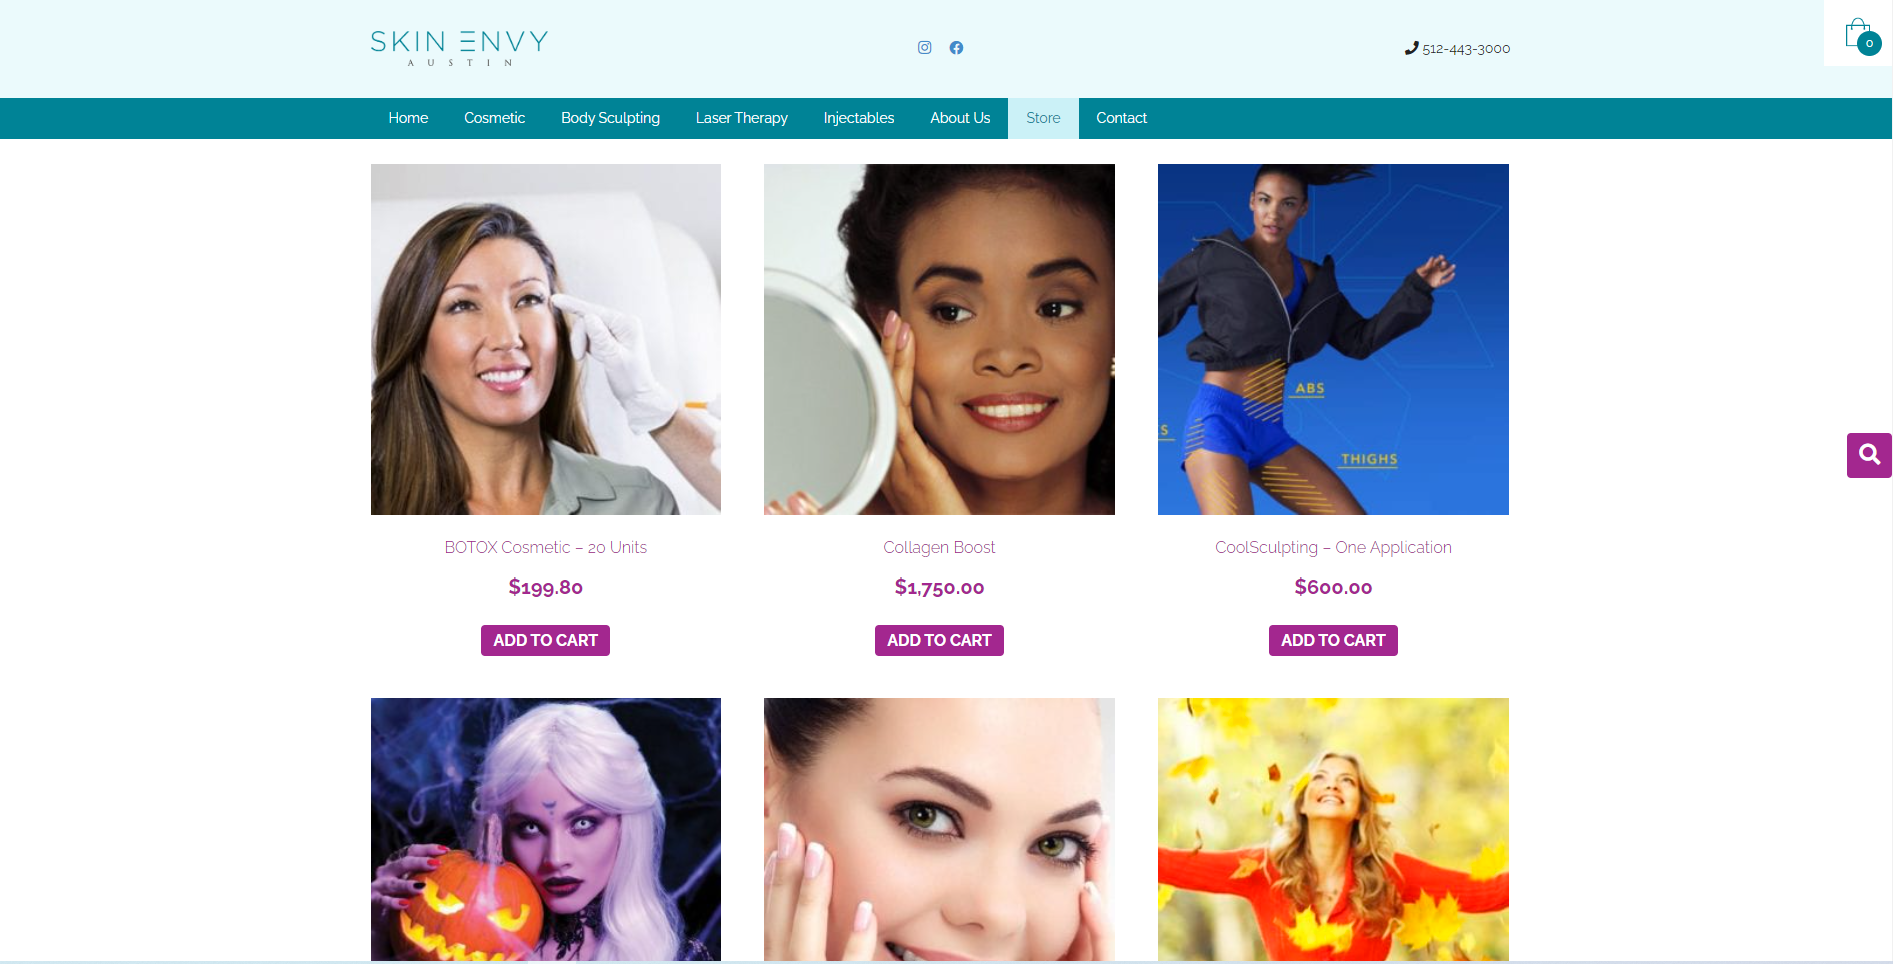 SKIN ENVY
AUSTIN
512-443-3000
0
Home Cosmetic Body Sculpting Laser Therapy Injectables About Us Store Contact
ABS
S
THIGHS
BOTOX Cosmetic – 20 Units
$199.80
ADD TO CART
Collagen Boost
$1,750.00
ADD TO CART
CoolSculpting – One Application
$600.00
ADD TO CART